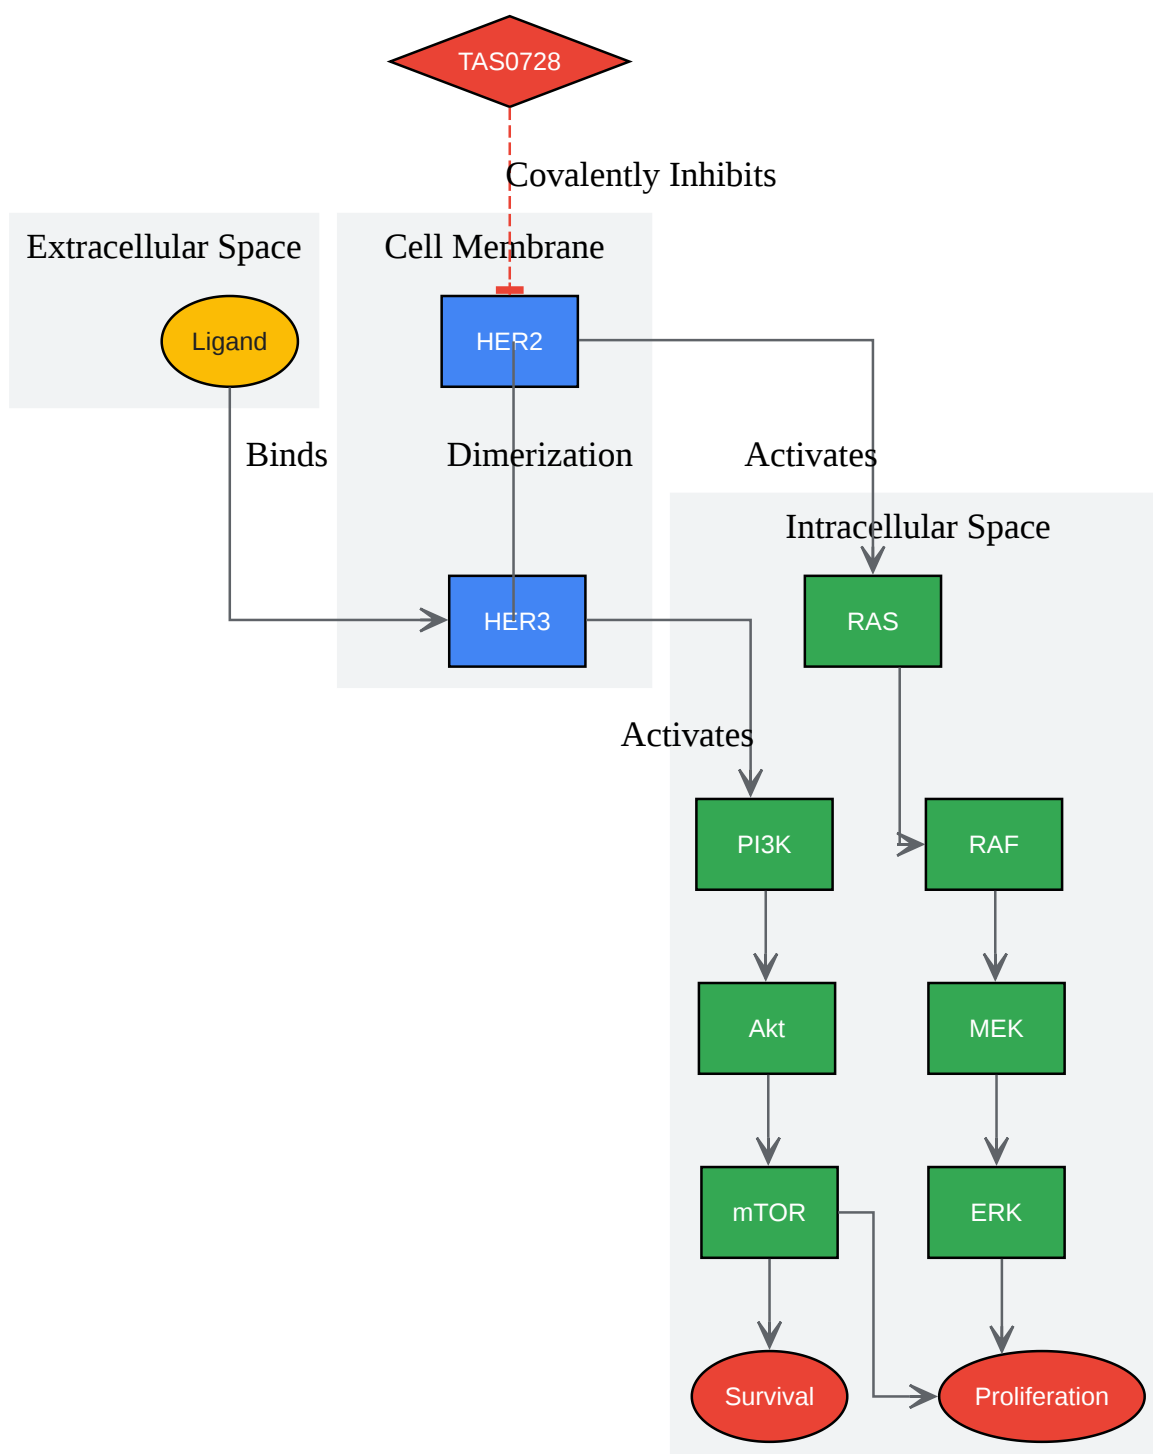 TAS0728
Covalently Inhibits
Extracellular Space
Cell Membrane
Ligand
HER2
Binds
Dimerization
Activates
Intracellular Space
HER3
RAS
Activates
PI3K
RAF
Akt
MEK
mTOR
ERK
Survival
Proliferation